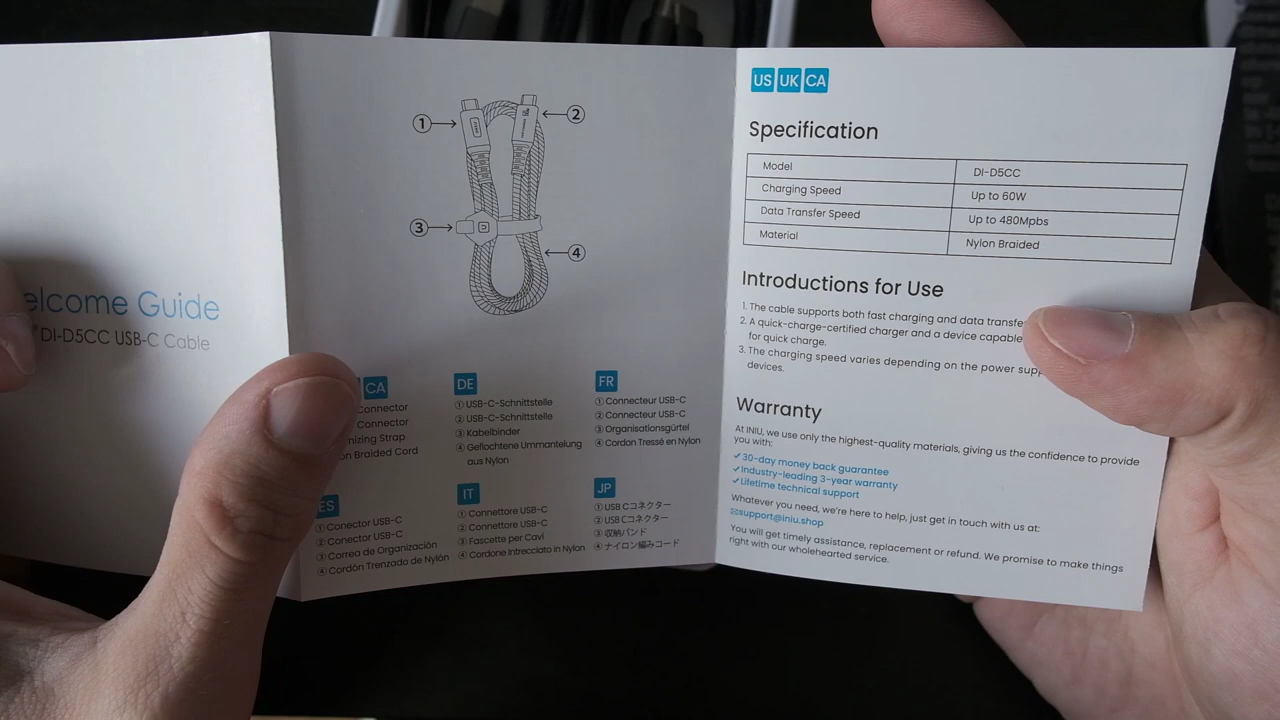 Guide
DI-D5CC USB-C Cable
①
②
③
④
CA
Connector
Connector
Strap
Braided Cord
DE
① USB-C-Schnittstelle
② USB-C-Schnittstelle
③ Kabelbinder
④ Geflochtene Ummantelung
aus Nylon
FR
① Connecteur USB-C
② Connecteur USB-C
③ Organisationsgürtel
④ Cordon Tressé en Nylon
ES
① Conector USB-C
② Conector USB-C
③ Correa de Organización
④ Cordón Trenzado de Nylón
IT
① Connettore USB-C
② Connettore USB-C
③ Fascette per Cavi
④ Cordone Intrecciato in Nylon
JP
① USB Cコネクター
② USB Cコネクター
③ 収納バンド
④ ナイロン編みコード
US UK CA
Specification
Model DI-D5CC
Charging Speed Up to 60W
Data Transfer Speed Up to 480Mpbs
Material Nylon Braided
Introductions for Use
1. The cable supports both fast charging and data
2. A quick-charge-certified charger and a device capable
for quick charge.
3. The charging speed varies depending on the power
devices.
Warranty
At INIU, we use only the highest-quality materials, giving us the confidence to provide
you with:
✓ 30-day money back guarantee
✓ Industry-leading 3-year warranty
✓ Lifetime technical support
Whatever you need, we're here to help, just get in touch with us at:
✉support@iniu.shop
You will get timely assistance, replacement or refund. We promise to make things
right with our wholehearted service.